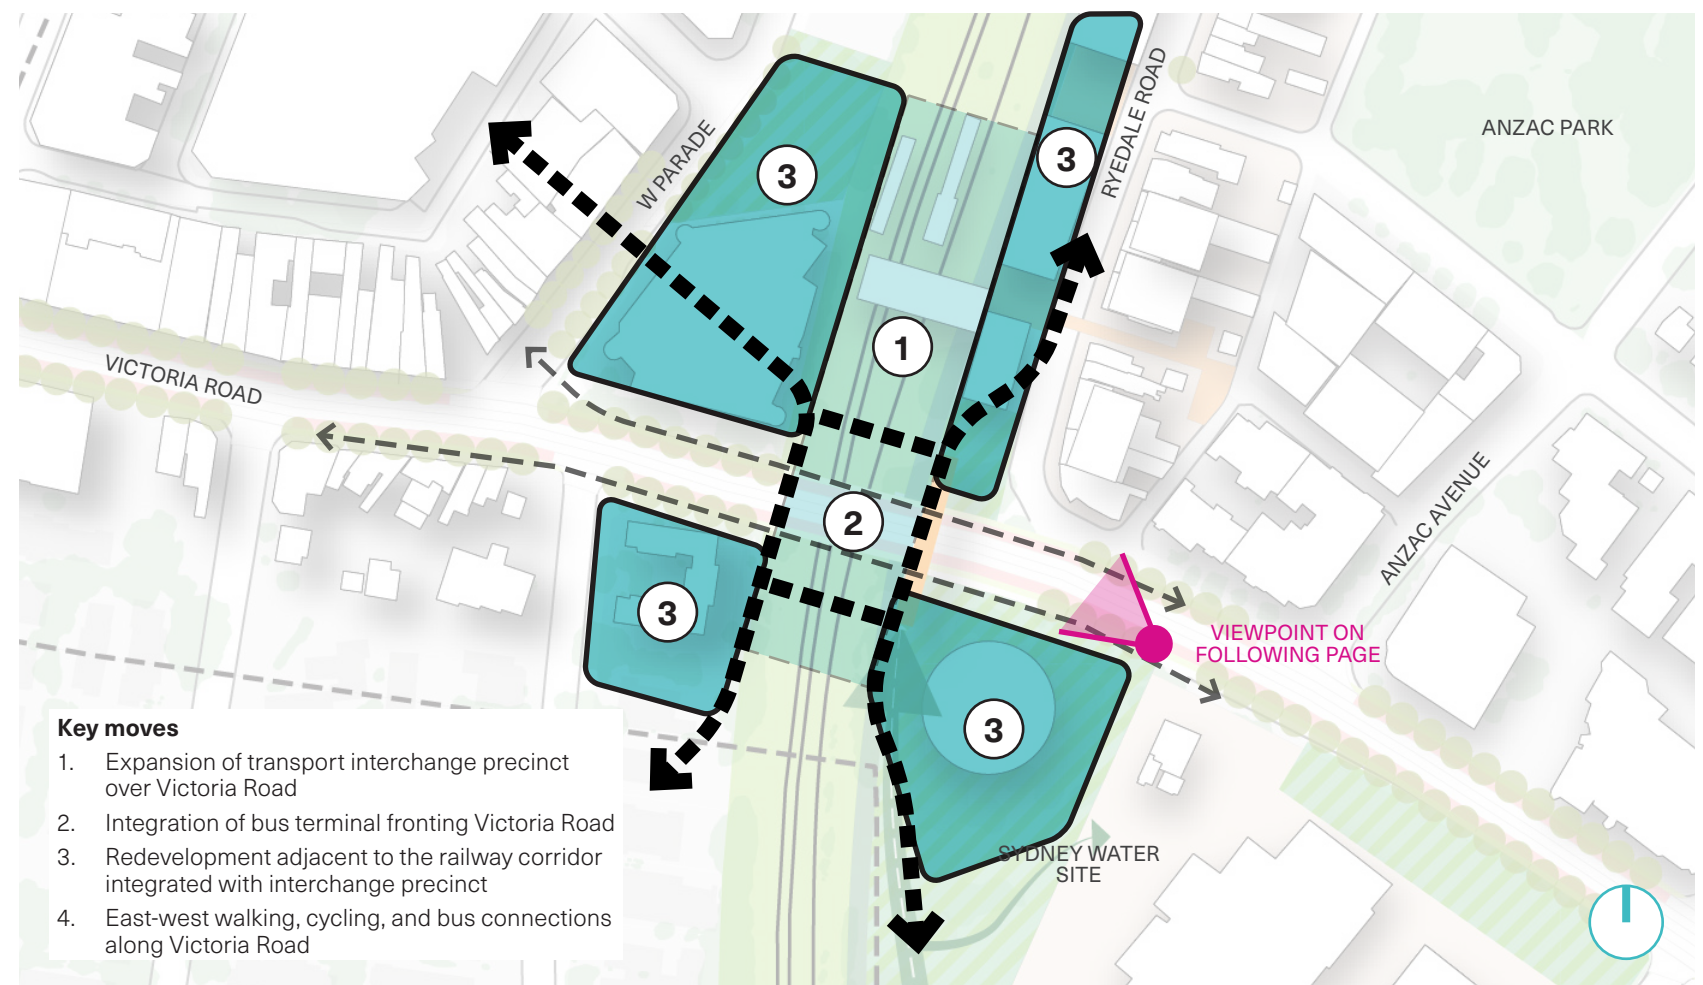 RYEDALE ROAD
ANZAC PARK
W PARADE
3
3
1
VICTORIA ROAD
2
ANZAC AVENUE
3
VIEWPOINT ON
FOLLOWING PAGE
3
SYDNEY WATER
SITE
Key moves
1. Expansion of transport interchange precinct
over Victoria Road
2. Integration of bus terminal fronting Victoria Road
3. Redevelopment adjacent to the railway corridor
integrated with interchange precinct
4. East-west walking, cycling, and bus connections
along Victoria Road